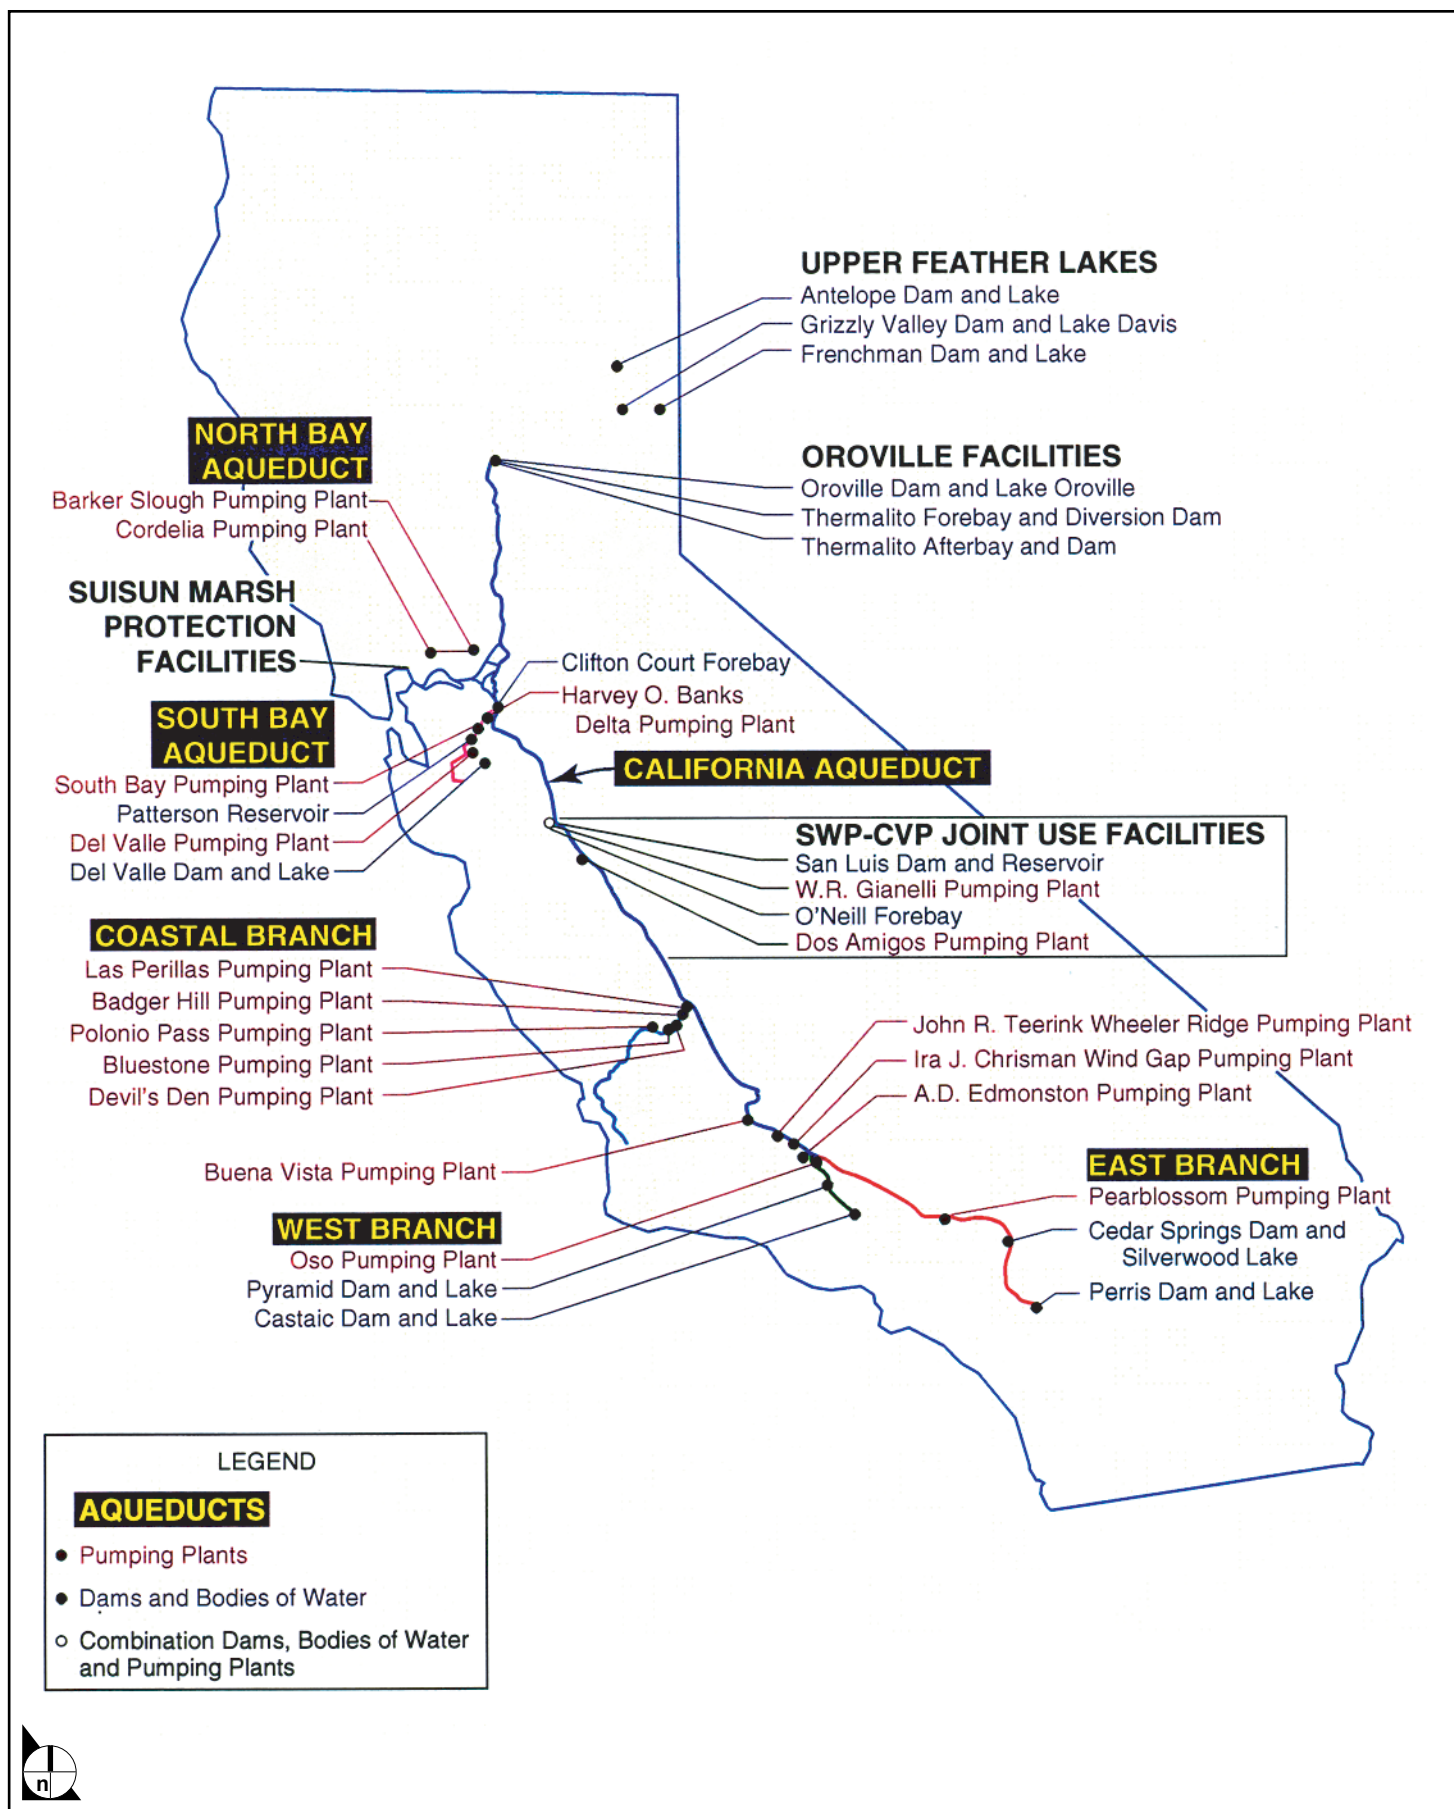 UPPER FEATHER LAKES
Antelope Dam and Lake
Grizzly Valley Dam and Lake Davis
Frenchman Dam and Lake
NORTH BAY
AQUEDUCT
Barker Slough Pumping Plant
Cordelia Pumping Plant
OROVILLE FACILITIES
Oroville Dam and Lake Oroville
Thermalito Forebay and Diversion Dam
Thermalito Afterbay and Dam
SUISUN MARSH
PROTECTION
FACILITIES
Clifton Court Forebay
Harvey O. Banks
Delta Pumping Plant
SOUTH BAY
AQUEDUCT
South Bay Pumping Plant
Patterson Reservoir
Del Valle Pumping Plant
Del Valle Dam and Lake
CALIFORNIA AQUEDUCT
SWP-CVP JOINT USE FACILITIES
San Luis Dam and Reservoir
W.R. Gianelli Pumping Plant
O'Neill Forebay
Dos Amigos Pumping Plant
COASTAL BRANCH
Las Perillas Pumping Plant
Badger Hill Pumping Plant
Polonio Pass Pumping Plant
Bluestone Pumping Plant
Devil's Den Pumping Plant
John R. Teerink Wheeler Ridge Pumping Plant
Ira J. Chrisman Wind Gap Pumping Plant
A.D. Edmonston Pumping Plant
Buena Vista Pumping Plant
WEST BRANCH
Oso Pumping Plant
Pyramid Dam and Lake
Castaic Dam and Lake
EAST BRANCH
Pearblossom Pumping Plant
Cedar Springs Dam and
Silverwood Lake
Perris Dam and Lake
LEGEND
AQUEDUCTS
Pumping Plants
Dams and Bodies of Water
Combination Dams, Bodies of Water
and Pumping Plants
n